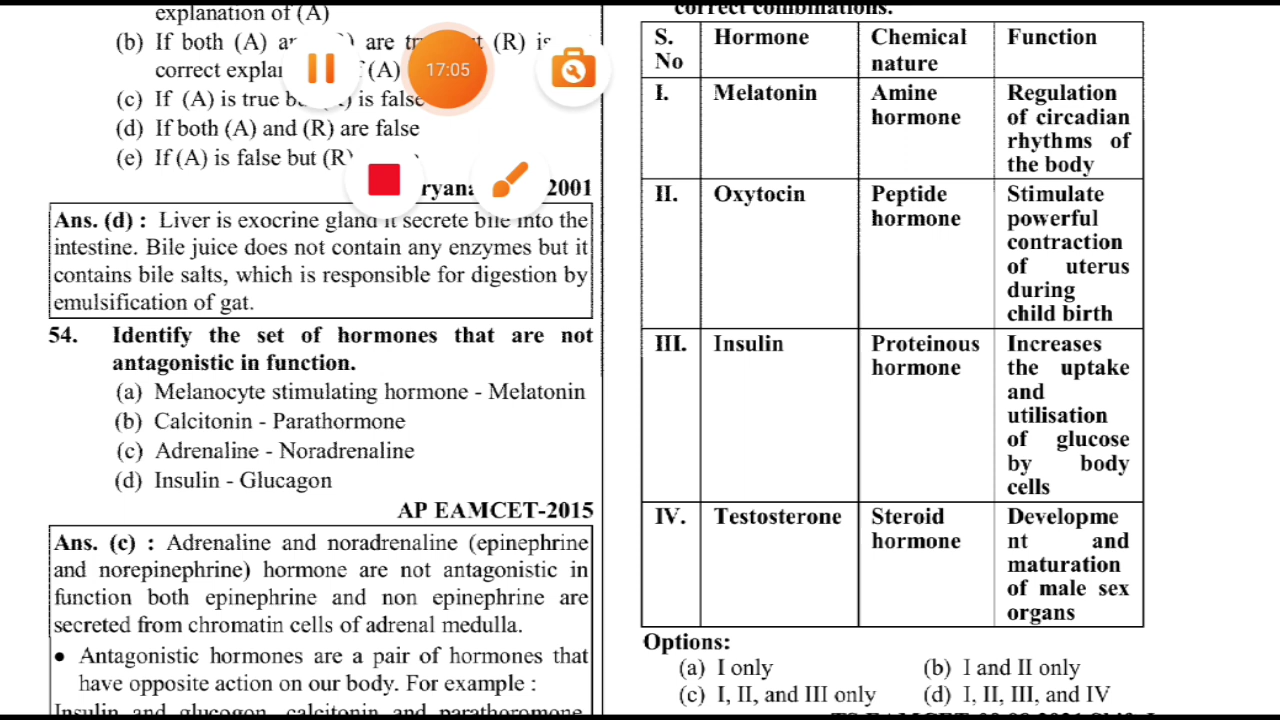 explanation of (A)
(b) If both (A) are (R) is
correct (A)
(c) If (A) is true is false
(d) If both (A) and (R) are false
(e) If (A) is false but (R)
2001
Ans. (d) : Liver is exocrine gland it secrete bile into the
intestine. Bile juice does not contain any enzymes but it
contains bile salts, which is responsible for digestion by
emulsification of gat.
54. Identify the set of hormones that are not
antagonistic in function.
(a) Melanocyte stimulating hormone - Melatonin
(b) Calcitonin - Parathormone
(c) Adrenaline - Noradrenaline
(d) Insulin - Glucagon
AP EAMCET-2015
Ans. (c) : Adrenaline and noradrenaline (epinephrine
and norepinephrine) hormone are not antagonistic in
function both epinephrine and non epinephrine are
secreted from chromatin cells of adrenal medulla.
• Antagonistic hormones are a pair of hormones that
have opposite action on our body. For example :
Insulin and glucogon, calcitonin and parathoromone,
17:05
correct combinations.
S. No Hormone Chemical nature Function
I. Melatonin Amine hormone Regulation
of circadian
rhythms of
the body
II. Oxytocin Peptide hormone Stimulate
powerful
contraction
of uterus
during
child birth
III. Insulin Proteinous hormone Increases
the uptake
and
utilisation
of glucose
by body
cells
IV. Testosterone Steroid hormone Developme
nt and
maturation
of male sex
organs
Options:
(a) I only (b) I and II only
(c) I, II, and III only (d) I, II, III, and IV